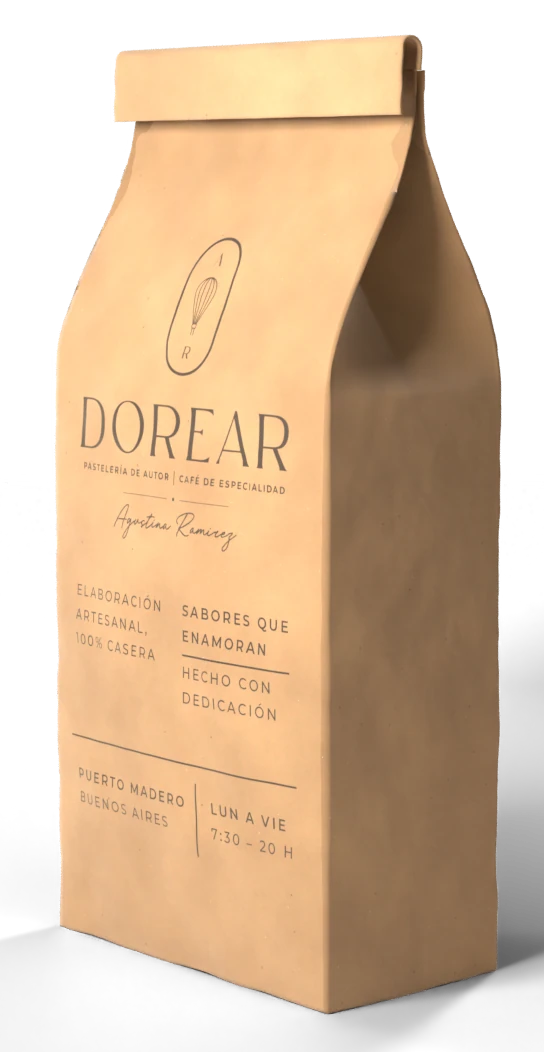 A
R
DOREAR
PASTELERÍA DE AUTOR | CAFÉ DE ESPECIALIDAD
Agustina Ramirez
ELABORACIÓN
ARTESANAL,
100% CASERA
SABORES QUE
ENAMORAN
HECHO CON
DEDICACIÓN
PUERTO MADERO
BUENOS AIRES
LUN A VIE
7:30 – 20 H